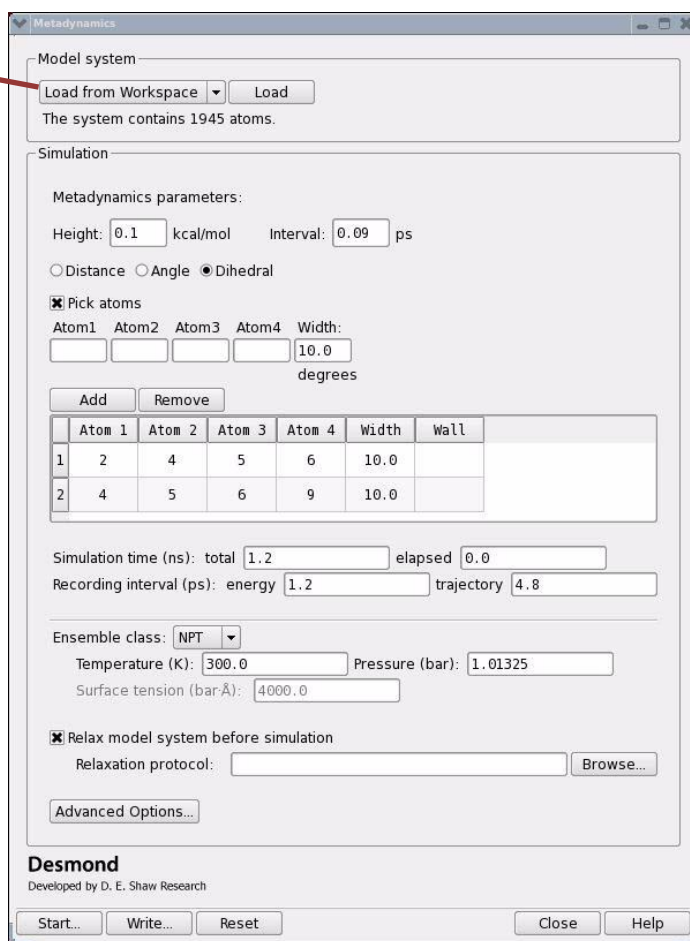 Metadynamics
Model system
Load from Workspace Load
The system contains 1945 atoms.
Simulation
Metadynamics parameters:
Height: 0.1 kcal/mol Interval: 0.09 ps
Distance Angle Dihedral
Pick atoms
Atom1 Atom2 Atom3 Atom4 Width:
10.0
degrees
Add Remove
Atom 1 Atom 2 Atom 3 Atom 4 Width Wall
1 2 4 5 6 10.0
2 4 5 6 9 10.0
Simulation time (ns): total 1.2 elapsed 0.0
Recording interval (ps): energy 1.2 trajectory 4.8
Ensemble class: NPT
Temperature (K): 300.0 Pressure (bar): 1.01325
Surface tension (bar·Å): 4000.0
Relax model system before simulation
Relaxation protocol: Browse...
Advanced Options...
Desmond
Developed by D. E. Shaw Research
Start... Write... Reset Close Help